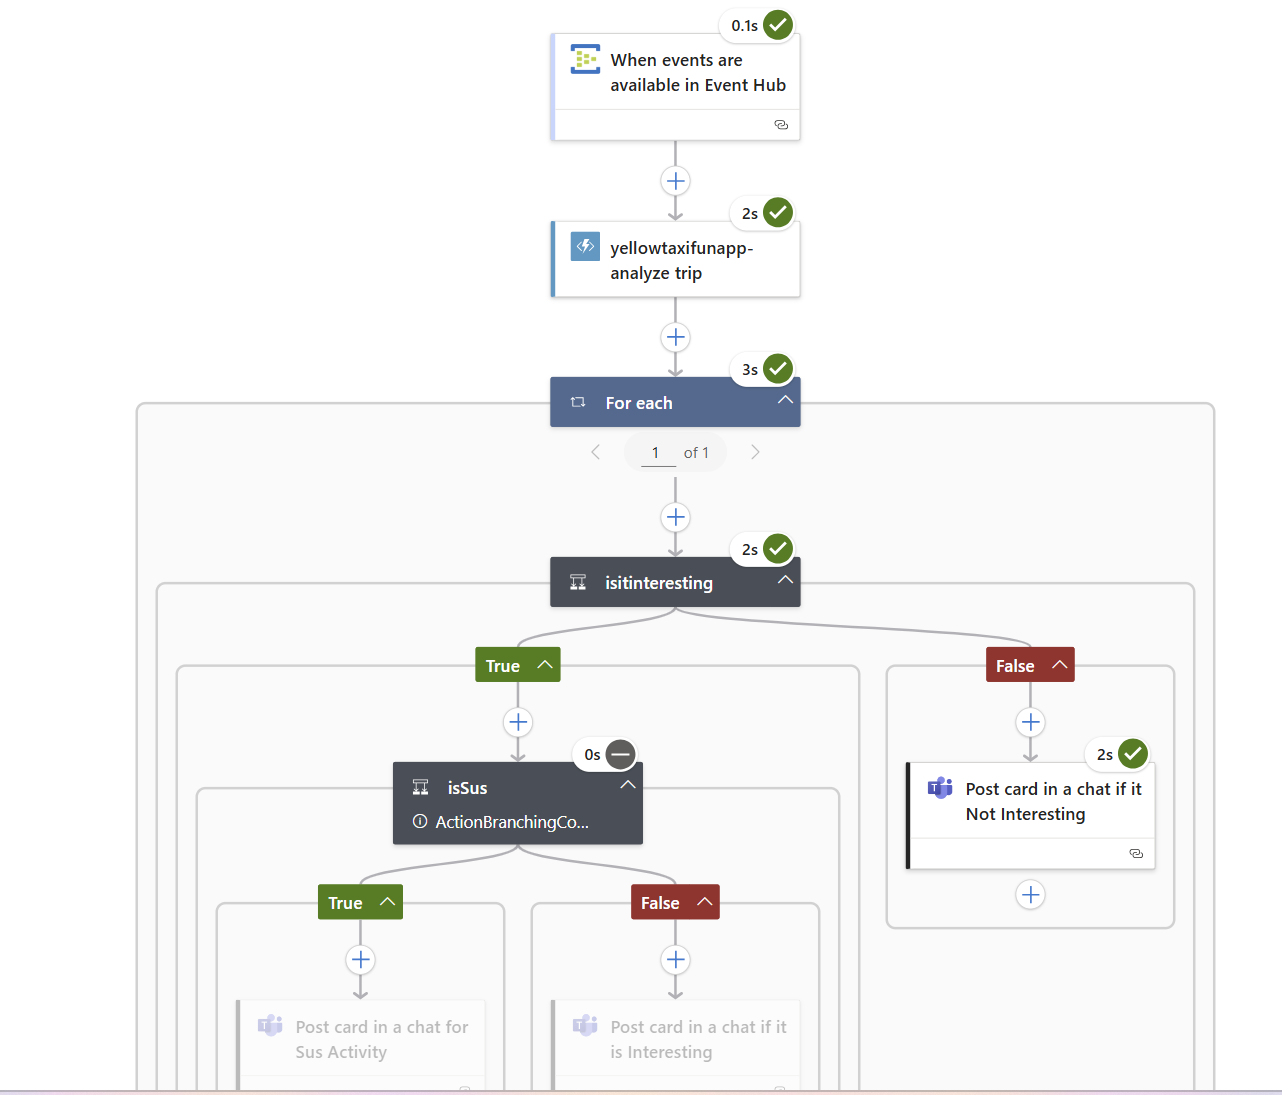 0.1s
When events are
available in Event Hub
2s
yellowtaxifunapp-
analyze trip
3s
For each
1 of 1
2s
isitinteresting
True
False
0s
isSus
ActionBranchingCo...
2s
Post card in a chat if it
Not Interesting
True
False
Post card in a chat for
Sus Activity
Post card in a chat if it
is Interesting